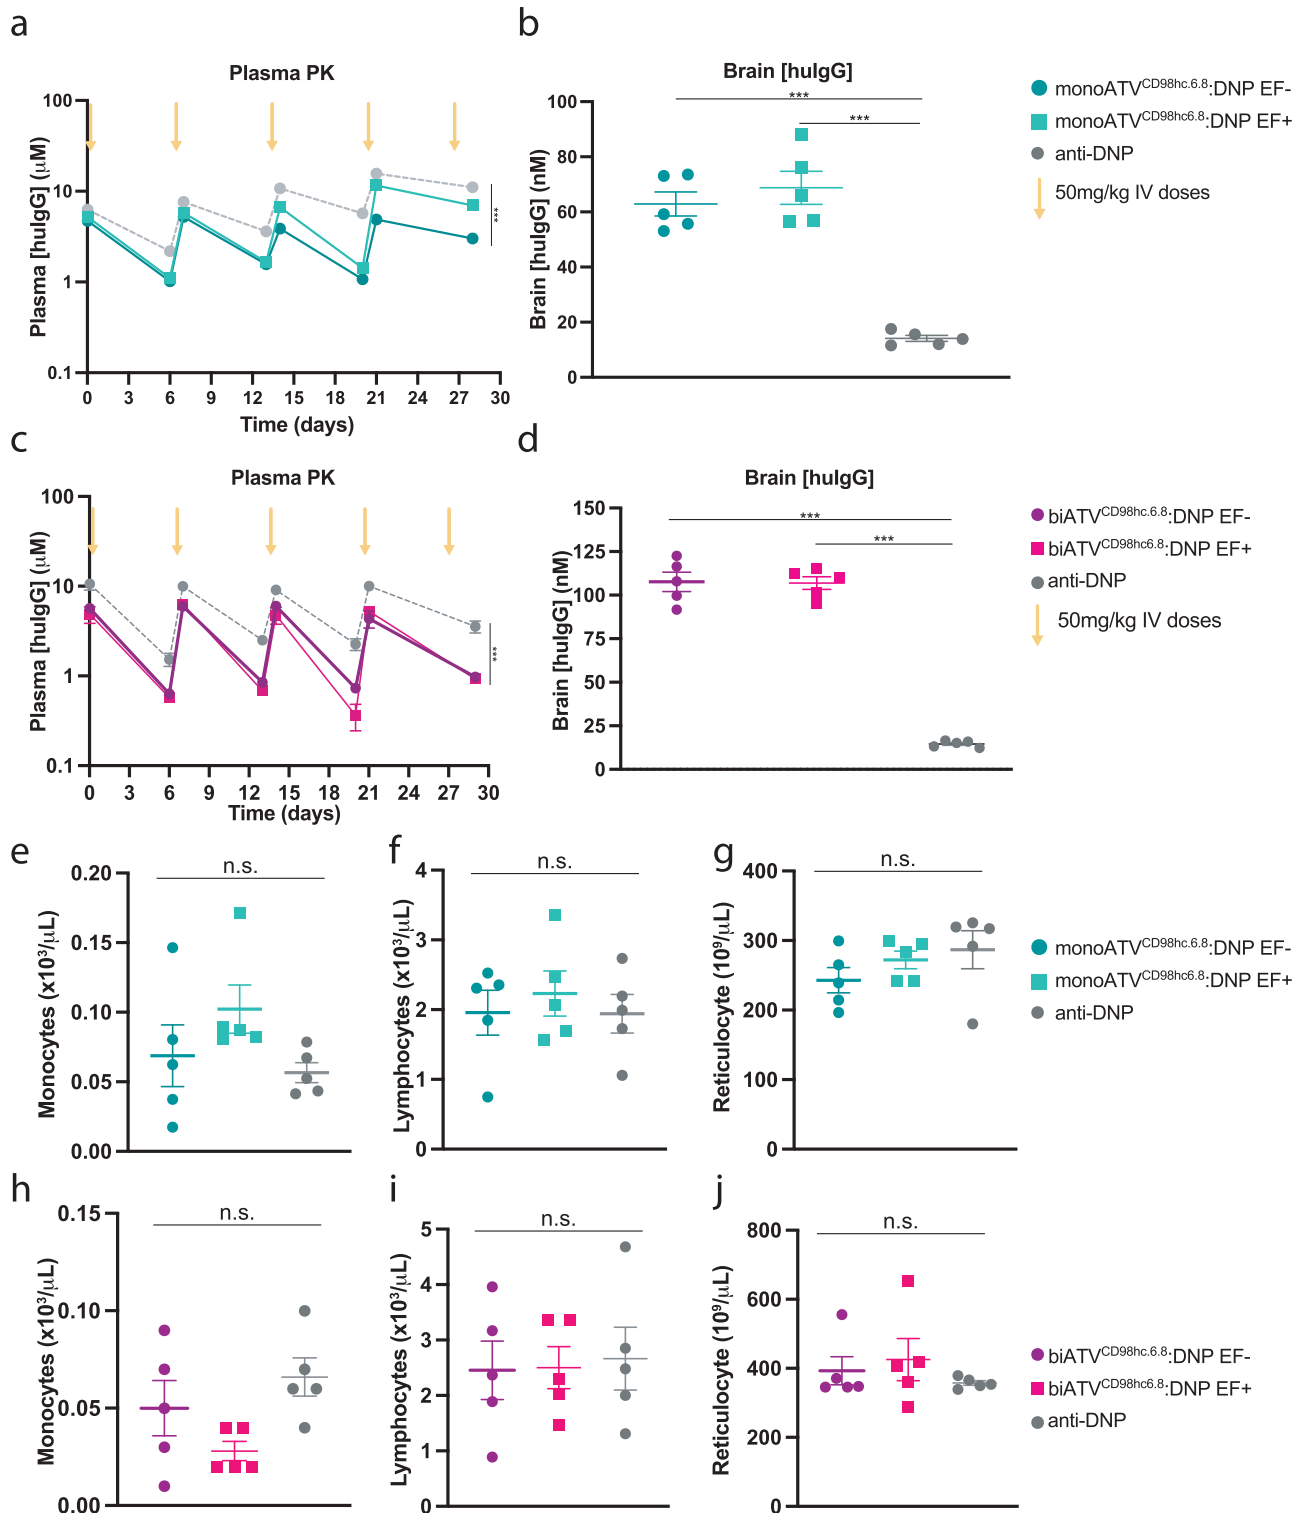 a
Plasma PK
Plasma [huIgG] (μM)
100
10
1
0.1
0 3 6 9 12 15 18 21 24 27 30
Time (days)
***
b
Brain [huIgG]
Brain [huIgG] (nM)
100
80
60
40
20
0
***
***
monoATV^CD98hc.6.8:DNP EF-
monoATV^CD98hc6.8:DNP EF+
anti-DNP
50mg/kg IV doses
c
Plasma PK
Plasma [huIgG] (μM)
100
10
1
0.1
0 3 6 9 12 15 18 21 24 27 30
Time (days)
***
d
Brain [huIgG]
Brain [huIgG] (nM)
150
125
100
75
50
25
0
***
***
biATV^CD98hc.6.8:DNP EF-
biATV^CD98hc6.8:DNP EF+
anti-DNP
50mg/kg IV doses
e
n.s.
Monocytes (x10³/μL)
0.20
0.15
0.10
0.05
0.00
f
n.s.
Lymphocytes (x10³/μL)
4
3
2
1
0
g
n.s.
Reticulocyte (10⁹/μL)
400
300
200
100
0
monoATV^CD98hc.6.8:DNP EF-
monoATV^CD98hc6.8:DNP EF+
anti-DNP
h
n.s.
Monocytes (x10³/μL)
0.15
0.10
0.05
0.00
i
n.s.
Lymphocytes (x10³/μL)
5
4
3
2
1
0
j
n.s.
Reticulocyte (10⁹/μL)
800
600
400
200
0
biATV^CD98hc.6.8:DNP EF-
biATV^CD98hc6.8:DNP EF+
anti-DNP